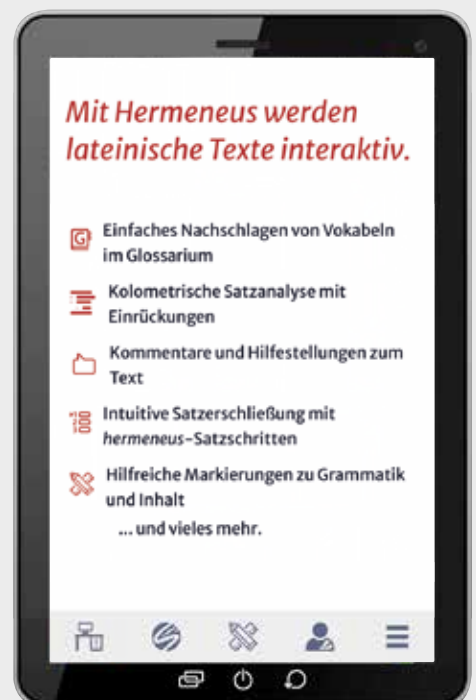 Mit Hermeneus werden
lateinische Texte interaktiv.
G
Einfaches Nachschlagen von Vokabeln
im Glossarium
Kolometrische Satzanalyse mit
Einrückungen
Kommentare und Hilfestellungen zum
Text
Intuitive Satzerschließung mit
hermeneus-Satzschritten
Hilfreiche Markierungen zu Grammatik
und Inhalt
... und vieles mehr.